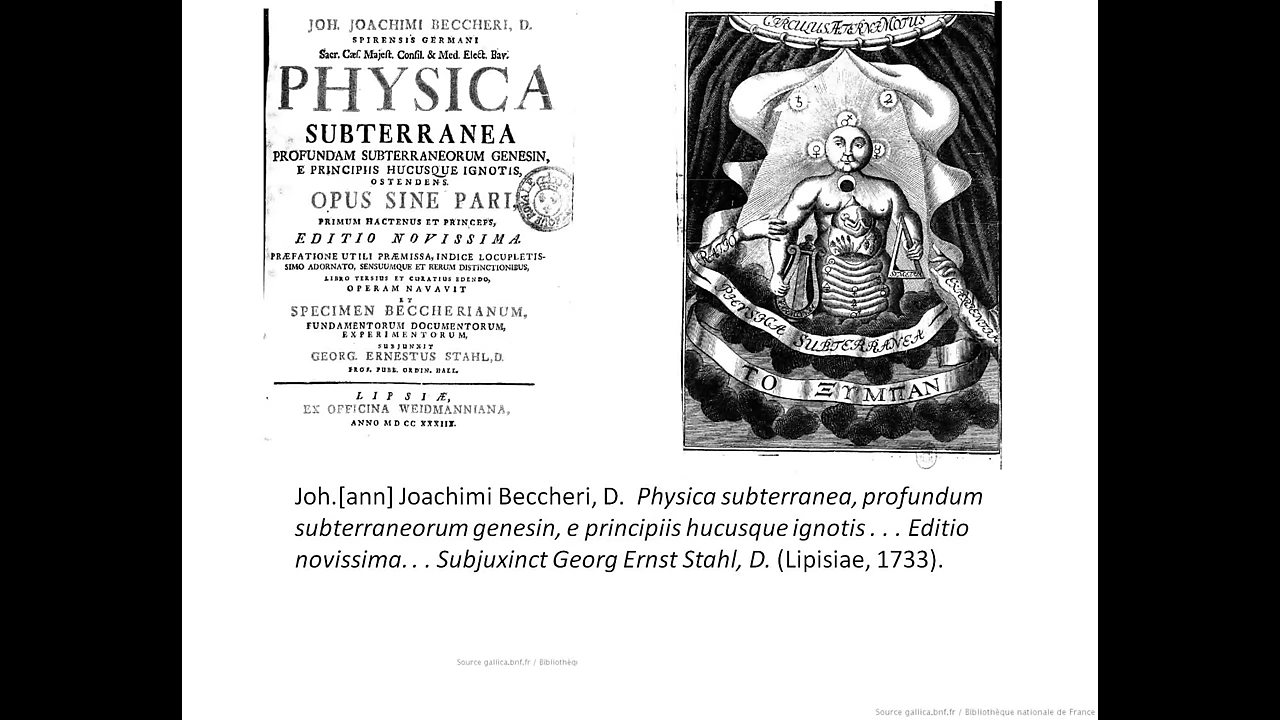 JOH. JOACHIMI BECCHERI, D.
SPIRENSIS GERMANI
Sacr. Cæs. Majest. Consil. & Med. Elect. Bav.
PHYSICA
SUBTERRANEA
PROFUNDAM SUBTERRANEORUM GENESIN,
E PRINCIPIIS HUCUSQUE IGNOTIS,
OSTENDENS.
OPUS SINE PARI,
PRIMUM HACTENUS ET PRINCEPS,
EDITIO NOVISSIMA.
PRÆFATIONE UTILI PRÆMISSA, INDICE LOCUPLETIS-
SIMO ADORNATO, SENSUUMQUE ET RERUM DISTINCTIONIBUS,
LIBRO TERSIUS ET CURATIUS EDENDO,
OPERAM NAVAVIT
ET
SPECIMEN BECCHERIANUM,
FUNDAMENTORUM DOCUMENTORUM,
EXPERIMENTORUM,
SUBJUNXIT
GEORG. ERNESTUS STAHL, D.
PROF. PUBL. ORDIN. HALL.
LIPSIÆ,
EX OFFICINA WEIDMANNIANA,
CIRCULUS ÆTERNI MOTUS
RATIO
PHYSICA SUBTERRANEA
EXPERIENTIA
ΤΟ ΞΥΜΠΑΝ
Joh.[ann] Joachimi Beccheri, D. Physica subterranea, profundum
subterraneorum genesin, e principiis hucusque ignotis . . . Editio
novissima. . . Subjuxinct Georg Ernst Stahl, D. (Lipisiae, 1733).
Source gallica.bnf.fr / Bibliothèq
Source gallica.bnf.fr / Bibliothèque nationale de France